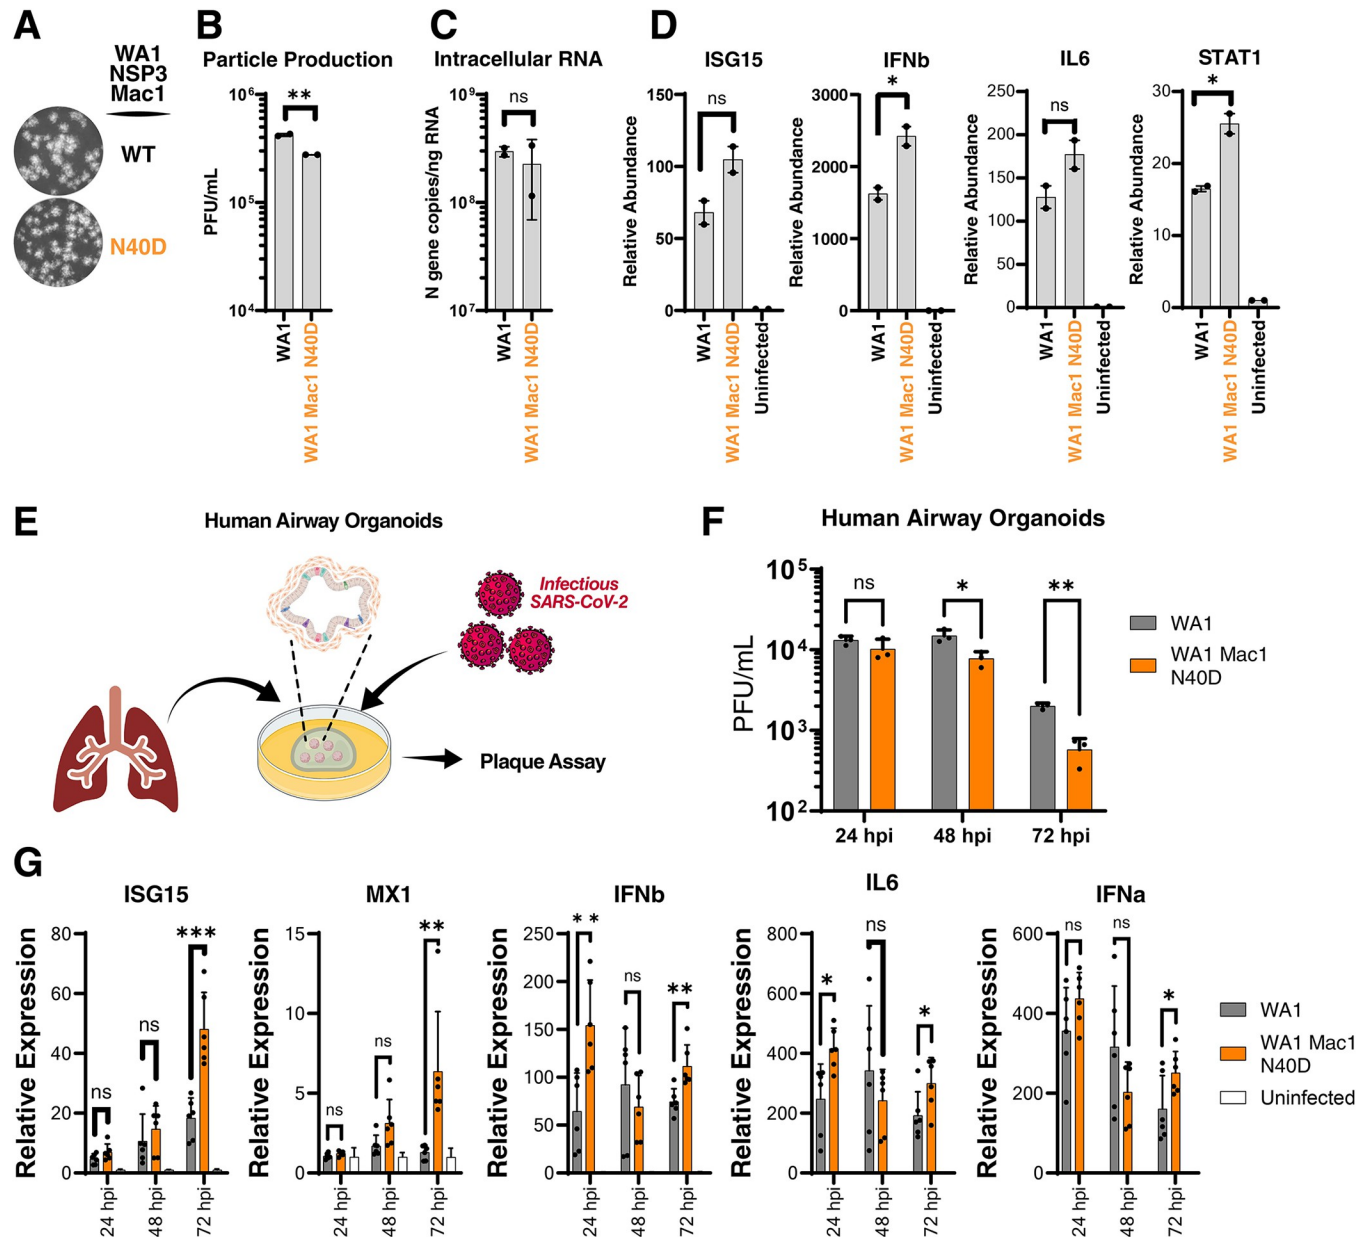 A
WA1
NSP3
Mac1
WT
N40D
B
Particle Production
**
PFU/mL
10⁶
10⁵
10⁴
WA1
WA1 Mac1 N40D
C
Intracellular RNA
ns
N gene copies/ng RNA
10⁹
10⁸
10⁷
WA1
WA1 Mac1 N40D
D
ISG15
ns
Relative Abundance
150
100
50
0
WA1
WA1 Mac1 N40D
Uninfected
IFNb
*
Relative Abundance
3000
2000
1000
0
WA1
WA1 Mac1 N40D
Uninfected
IL6
ns
Relative Abundance
250
200
150
100
50
0
WA1
WA1 Mac1 N40D
Uninfected
STAT1
*
Relative Abundance
30
20
10
0
WA1
WA1 Mac1 N40D
Uninfected
E
Human Airway Organoids
Infectious
SARS-CoV-2
Plaque Assay
F
Human Airway Organoids
ns
*
**
PFU/mL
10⁵
10⁴
10³
10²
24 hpi
48 hpi
72 hpi
WA1
WA1 Mac1
N40D
G
ISG15
***
ns
ns
Relative Expression
80
60
40
20
0
24 hpi
48 hpi
72 hpi
MX1
**
ns
ns
Relative Expression
15
10
5
0
24 hpi
48 hpi
72 hpi
IFNb
**
ns
**
Relative Expression
250
200
150
100
50
0
24 hpi
48 hpi
72 hpi
IL6
*
ns
*
Relative Expression
800
600
400
200
0
24 hpi
48 hpi
72 hpi
IFNa
ns
ns
*
Relative Expression
600
400
200
0
24 hpi
48 hpi
72 hpi
WA1
WA1 Mac1
N40D
Uninfected